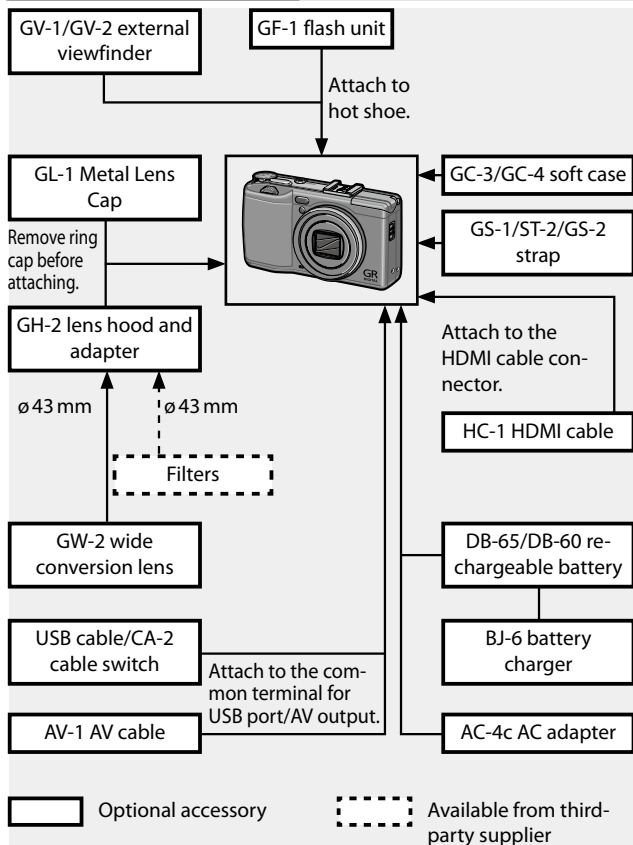 GV-1/GV-2 external
viewfinder
GF-1 flash unit
Attach to
hot shoe.
GL-1 Metal Lens
Cap
GC-3/GC-4 soft case
Remove ring
cap before
attaching.
GS-1/ST-2/GS-2
strap
GR
DIGITAL
GH-2 lens hood and
adapter
Attach to the
HDMI cable con-
nector.
ø 43 mm
ø 43 mm
HC-1 HDMI cable
Filters
GW-2 wide
conversion lens
DB-65/DB-60 re-
chargeable battery
USB cable/CA-2
cable switch
BJ-6 battery
charger
Attach to the com-
mon terminal for
USB port/AV output.
AV-1 AV cable
AC-4c AC adapter
Optional accessory
Available from third-
party supplier